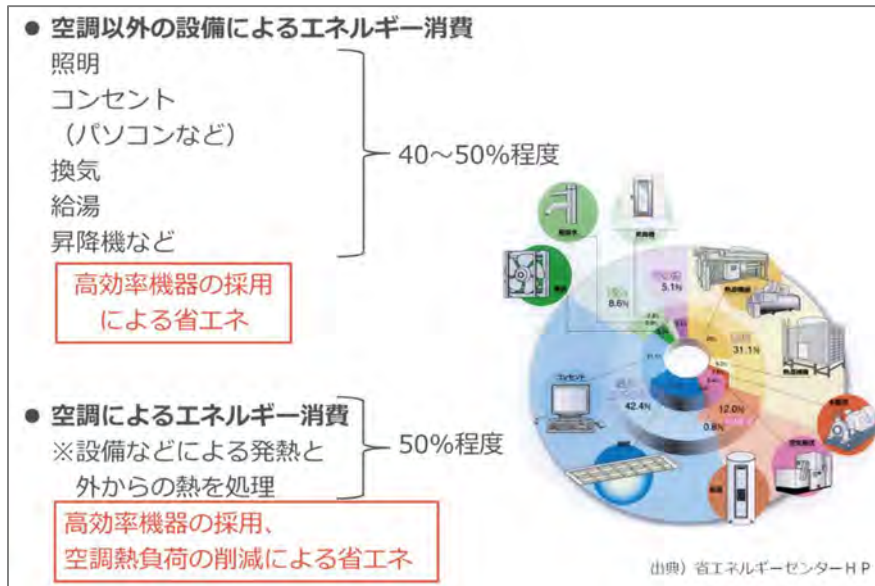 ● 空調以外の設備によるエネルギー消費
照明
コンセント
（パソコンなど）
換気
給湯
昇降機など
40～50%程度
高効率機器の採用
による省エネ
● 空調によるエネルギー消費
※設備などによる発熱と
外からの熱を処理
50%程度
高効率機器の採用、
空調熱負荷の削減による省エネ
8.6%
5.1%
31.1%
コンセント
42.4%
12.0%
0.8%
出典）省エネルギーセンターＨＰ